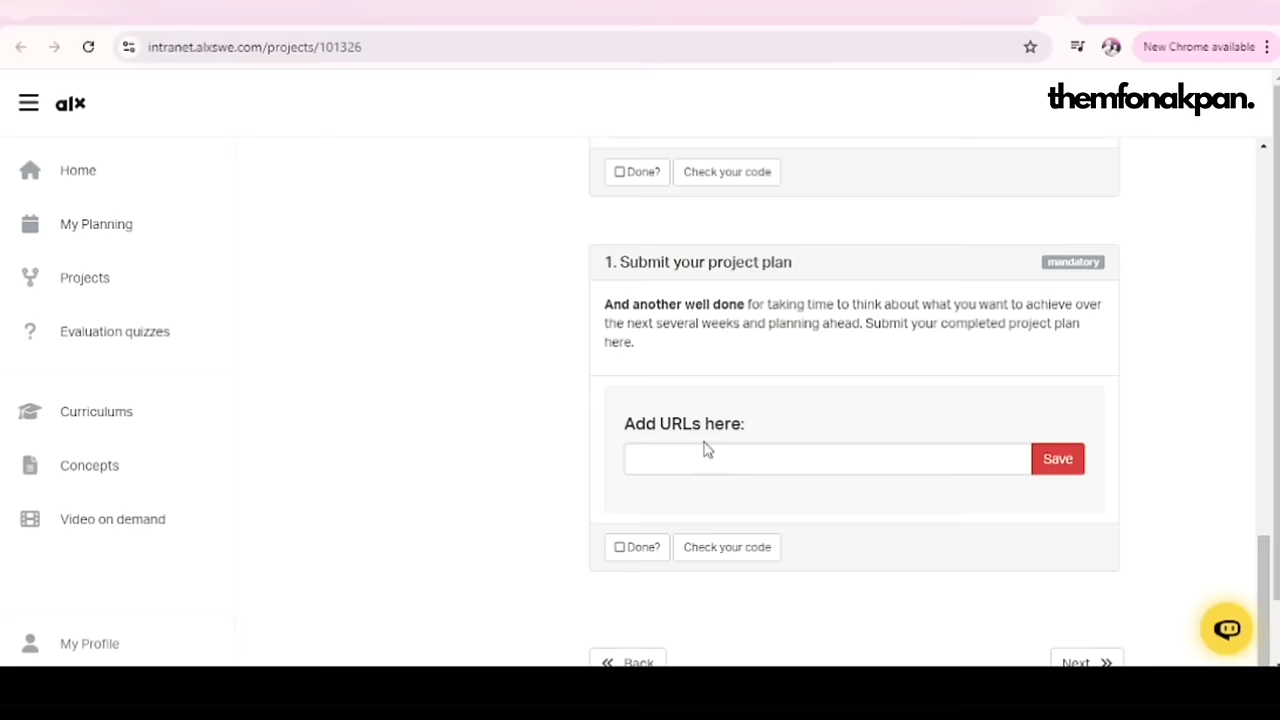 intranet.alxswe.com/projects/101326
New Chrome available
alx
themfonakpan.
Home
My Planning
Projects
Evaluation quizzes
Curriculums
Concepts
Video on demand
My Profile
Done?
Check your code
1. Submit your project plan
mandatory
And another well done for taking time to think about what you want to achieve over
the next several weeks and planning ahead. Submit your completed project plan
here.
Add URLs here:
Save
Done?
Check your code
« Back
Next »